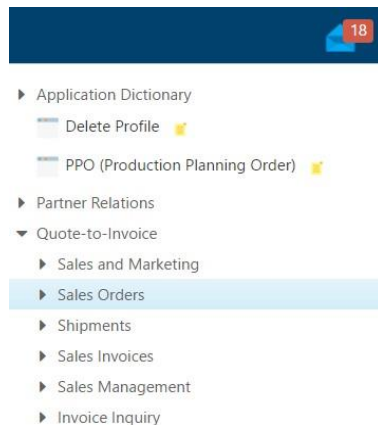 18
Application Dictionary
Delete Profile
PPO (Production Planning Order)
Partner Relations
Quote-to-Invoice
Sales and Marketing
Sales Orders
Shipments
Sales Invoices
Sales Management
Invoice Inquiry